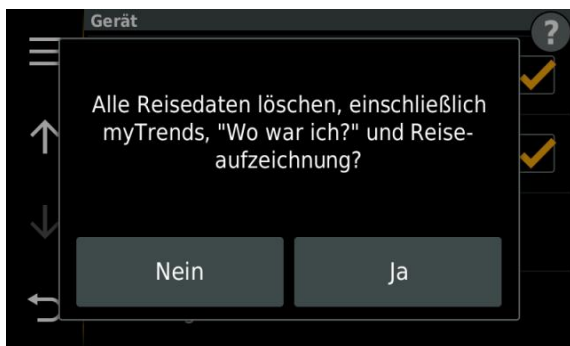 Gerät
?
Alle Reisedaten löschen, einschließlich
myTrends, "Wo war ich?" und Reise-
aufzeichnung?
Nein
Ja